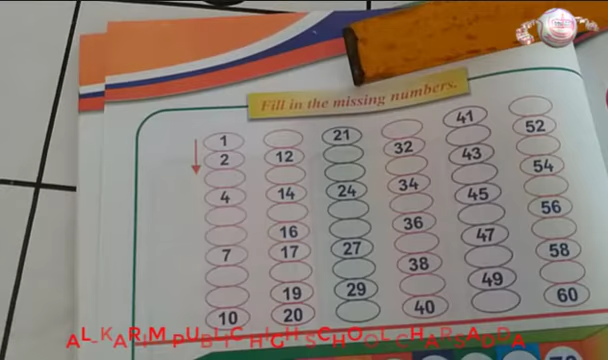 Fill in the missing numbers.
1 21 41
2 12 32 43 52
4 14 24 34 45 54
16 36 47 56
7 17 27 38 49 58
19 29 40 60
10 20
AL-KARIM PUBLIC HIGH SCHOOL CHARSADDA